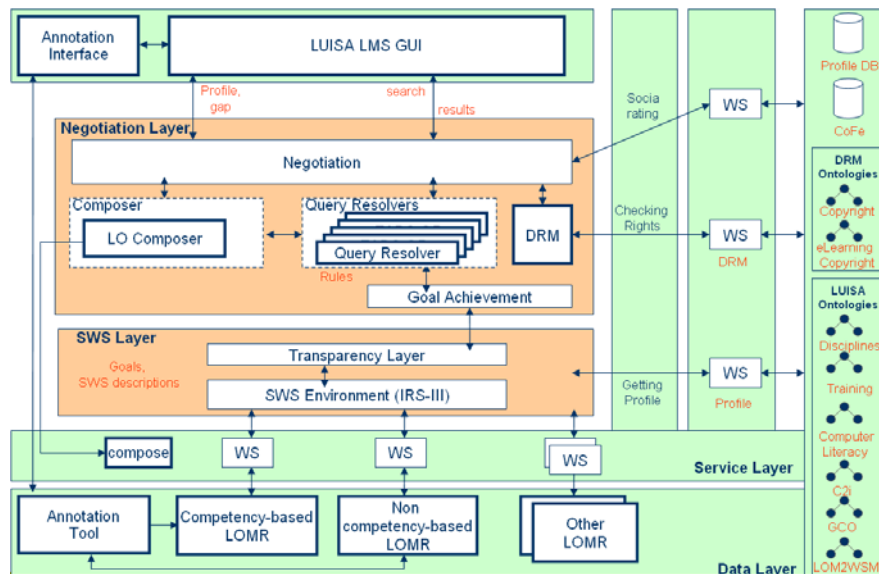 Annotation
Interface
LUISA LMS GUI
Profile,
gap
search
results
Negotiation Layer
Negotiation
Composer
LO Composer
Query Resolvers
Query Resolver
Rules
DRM
Goal Achievement
SWS Layer
Goals,
SWS descriptions
Transparency Layer
SWS Environment (IRS-III)
Socia
rating
Checking
Rights
Getting
Profile
WS
WS
DRM
WS
Profile
Profile DB
CoFe
DRM
Ontologies
Copyright
eLearning
Copyright
LUISA
Ontologies
Disciplines
Training
Computer
Literacy
C2i
GCO
LOM2WSM
compose
WS
WS
WS
Service Layer
Annotation
Tool
Competency-based
LOMR
Non
competency-based
LOMR
Other
LOMR
Data Layer